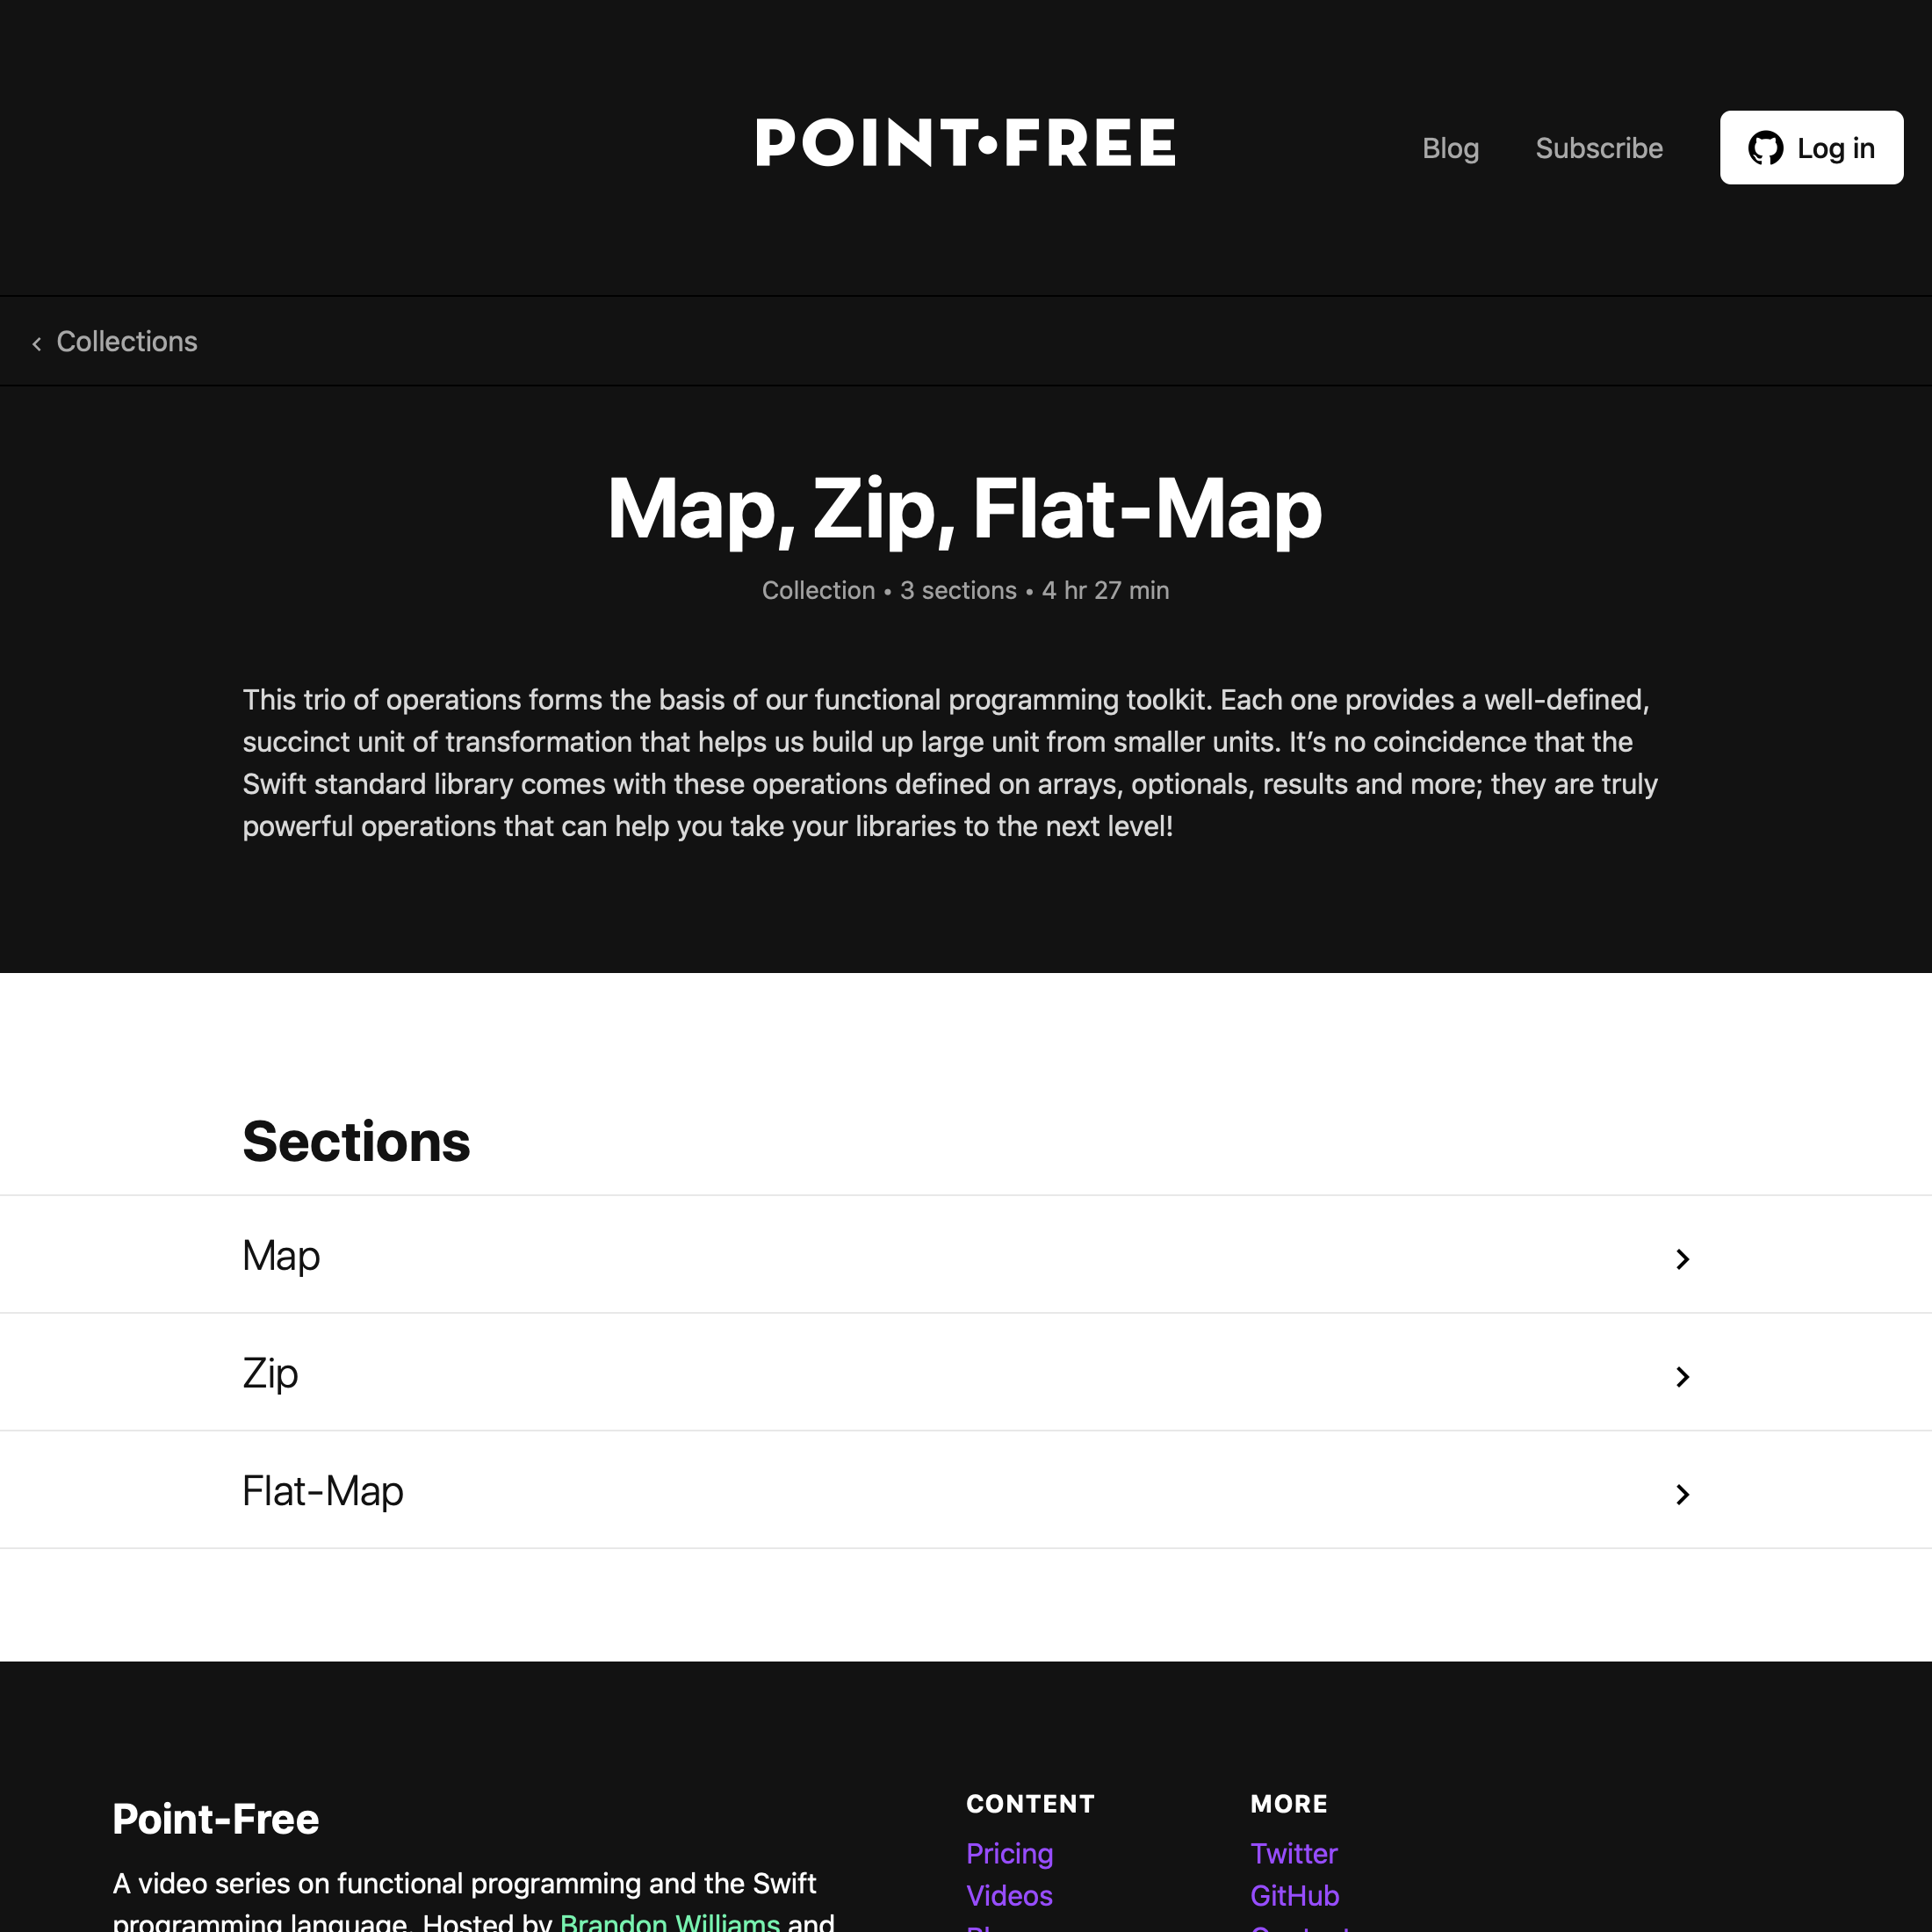 POINT•FREE
Blog
Subscribe
Log in
‹ Collections
Map, Zip, Flat-Map
Collection • 3 sections • 4 hr 27 min
This trio of operations forms the basis of our functional programming toolkit. Each one provides a well-defined,
succinct unit of transformation that helps us build up large unit from smaller units. It’s no coincidence that the
Swift standard library comes with these operations defined on arrays, optionals, results and more; they are truly
powerful operations that can help you take your libraries to the next level!
Sections
Map
Zip
Flat-Map
Point-Free
A video series on functional programming and the Swift
programming language. Hosted by Brandon Williams and
CONTENT
Pricing
Videos
MORE
Twitter
GitHub